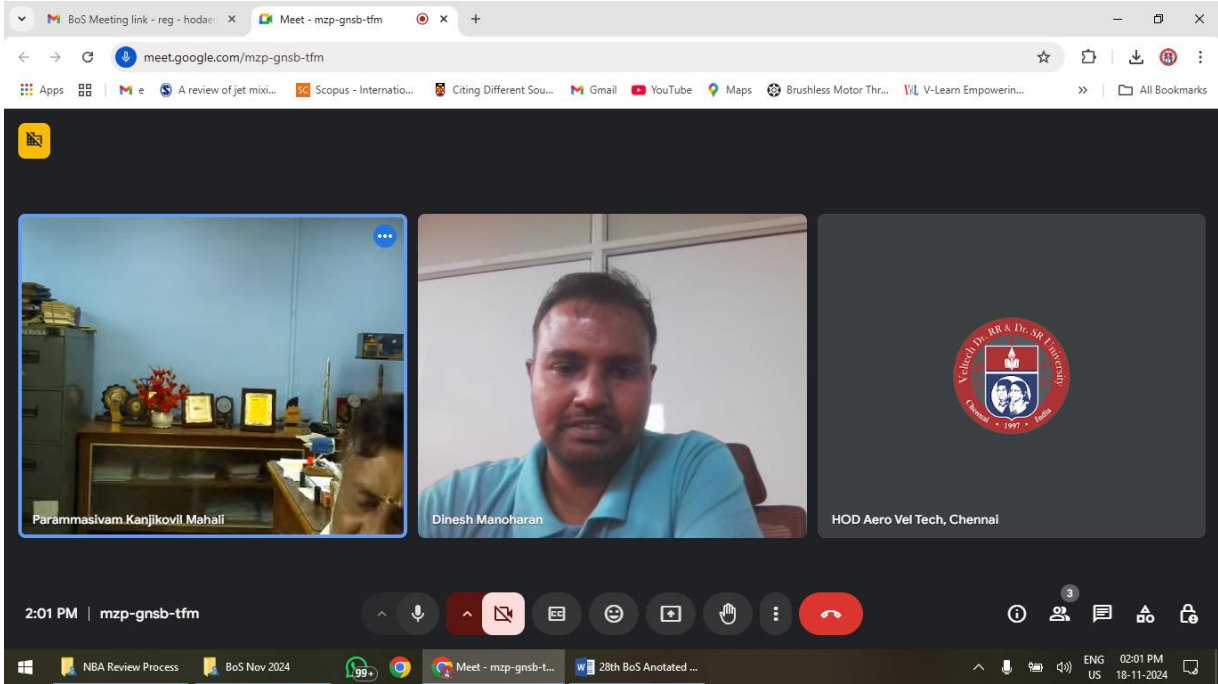 BoS Meeting link - reg - hodaer
Meet - mzp-gnsb-tfm
meet.google.com/mzp-gnsb-tfm
Apps
M e
A review of jet mixi...
SC Scopus - Internatio...
Citing Different Sou...
Gmail
YouTube
Maps
Brushless Motor Thr...
V-Learn Empowerin...
All Bookmarks
Veltech Dr. RR & Dr. SR University
Chennai • 1997 • India
Parammasivam Kanjikovil Mahali
Dinesh Manoharan
HOD Aero Vel Tech, Chennai
2:01 PM | mzp-gnsb-tfm
CC
3
NBA Review Process
BoS Nov 2024
99+
Meet - mzp-gnsb-t...
28th BoS Anotated ...
ENG
US
02:01 PM
18-11-2024